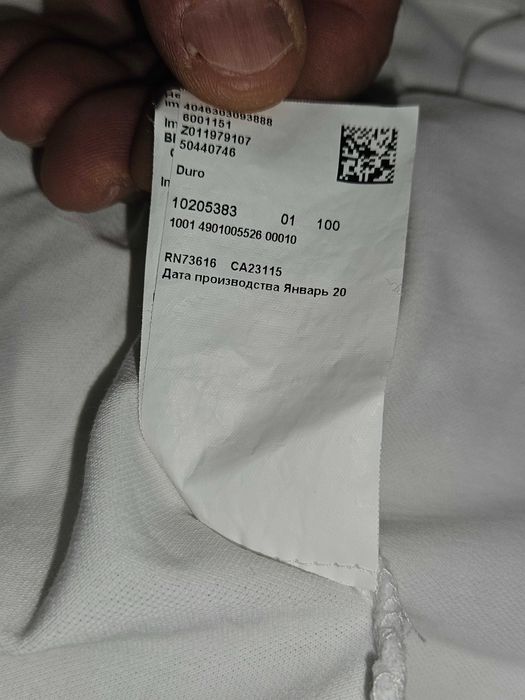 4046303093888
6001151
Z011979107
50440746
Duro
10205383 01 100
1001 4901005526 00010
RN73616 CA23115
Дата производства Январь 20